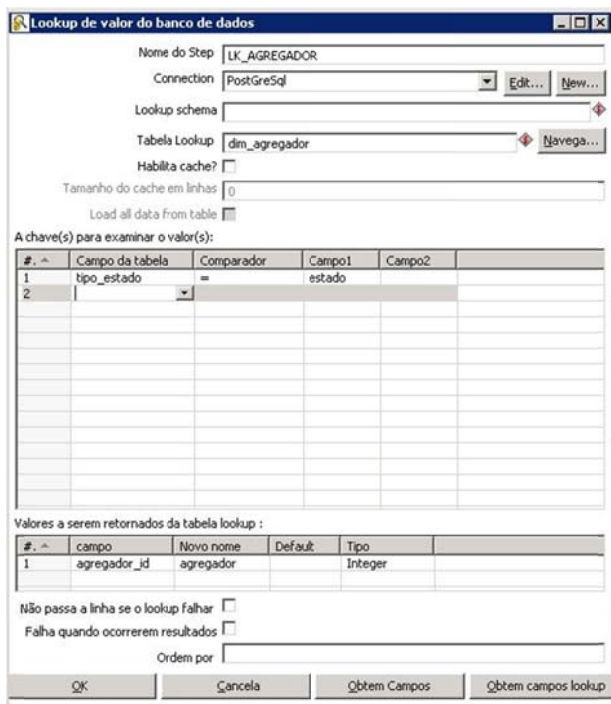 Lookup de valor do banco de dados
Nome do Step LK_AGREGADOR
Connection PostGreSql Edit... New...
Lookup schema
Tabela Lookup dim_agregador Navega...
Habilita cache?
Tamanho do cache em linhas 0
Load all data from table
A chave(s) para examinar o valor(s):
#. Campo da tabela Comparador Campo1 Campo2
1 tipo_estado = estado
2
Valores a serem retornados da tabela lookup :
#. campo Novo nome Default Tipo
1 agregador_id agregador Integer
Não passa a linha se o lookup falhar
Falha quando ocorrerem resultados
Ordem por
OK Cancela Obtem Campos Obtem campos lookup